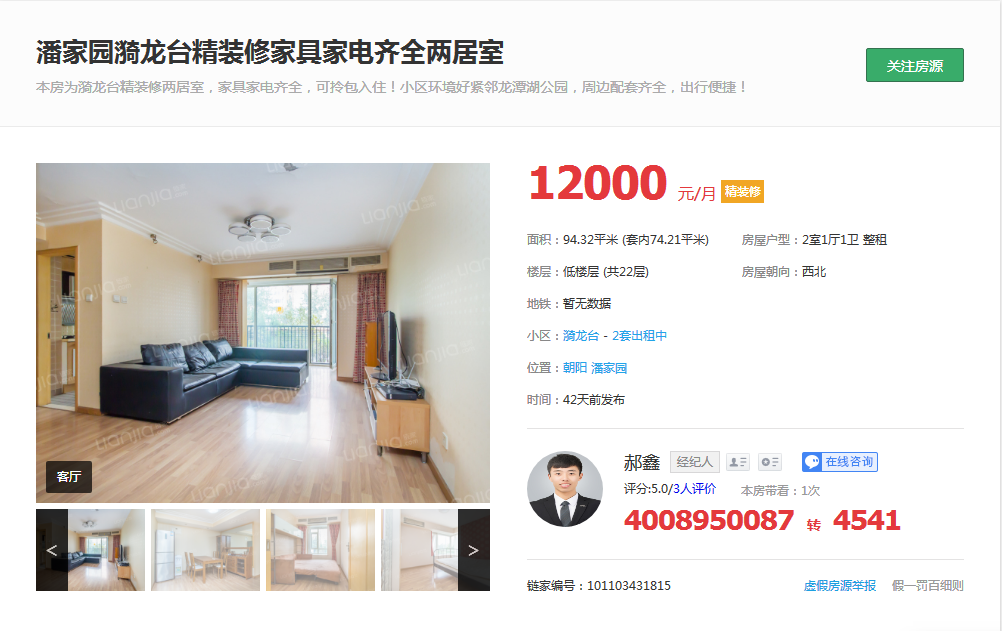 潘家园漪龙台精装修家具家电齐全两居室
本房为漪龙台精装修两居室，家具家电齐全，可拎包入住！小区环境好紧邻龙潭湖公园，周边配套齐全，出行便捷！
关注房源
12000 元/月 精装修
面积：94.32平米 (套内74.21平米) 房屋户型：2室1厅1卫 整租
楼层：低楼层 (共22层) 房屋朝向：西北
地铁：暂无数据
小区：漪龙台 - 2套出租中
位置：朝阳 潘家园
时间：42天前发布
客厅
< >
郝鑫 经纪人 在线咨询
评分:5.0/3人评价 本房带看：1次
4008950087 转 4541
链家编号：101103431815 虚假房源举报 假一罚百细则